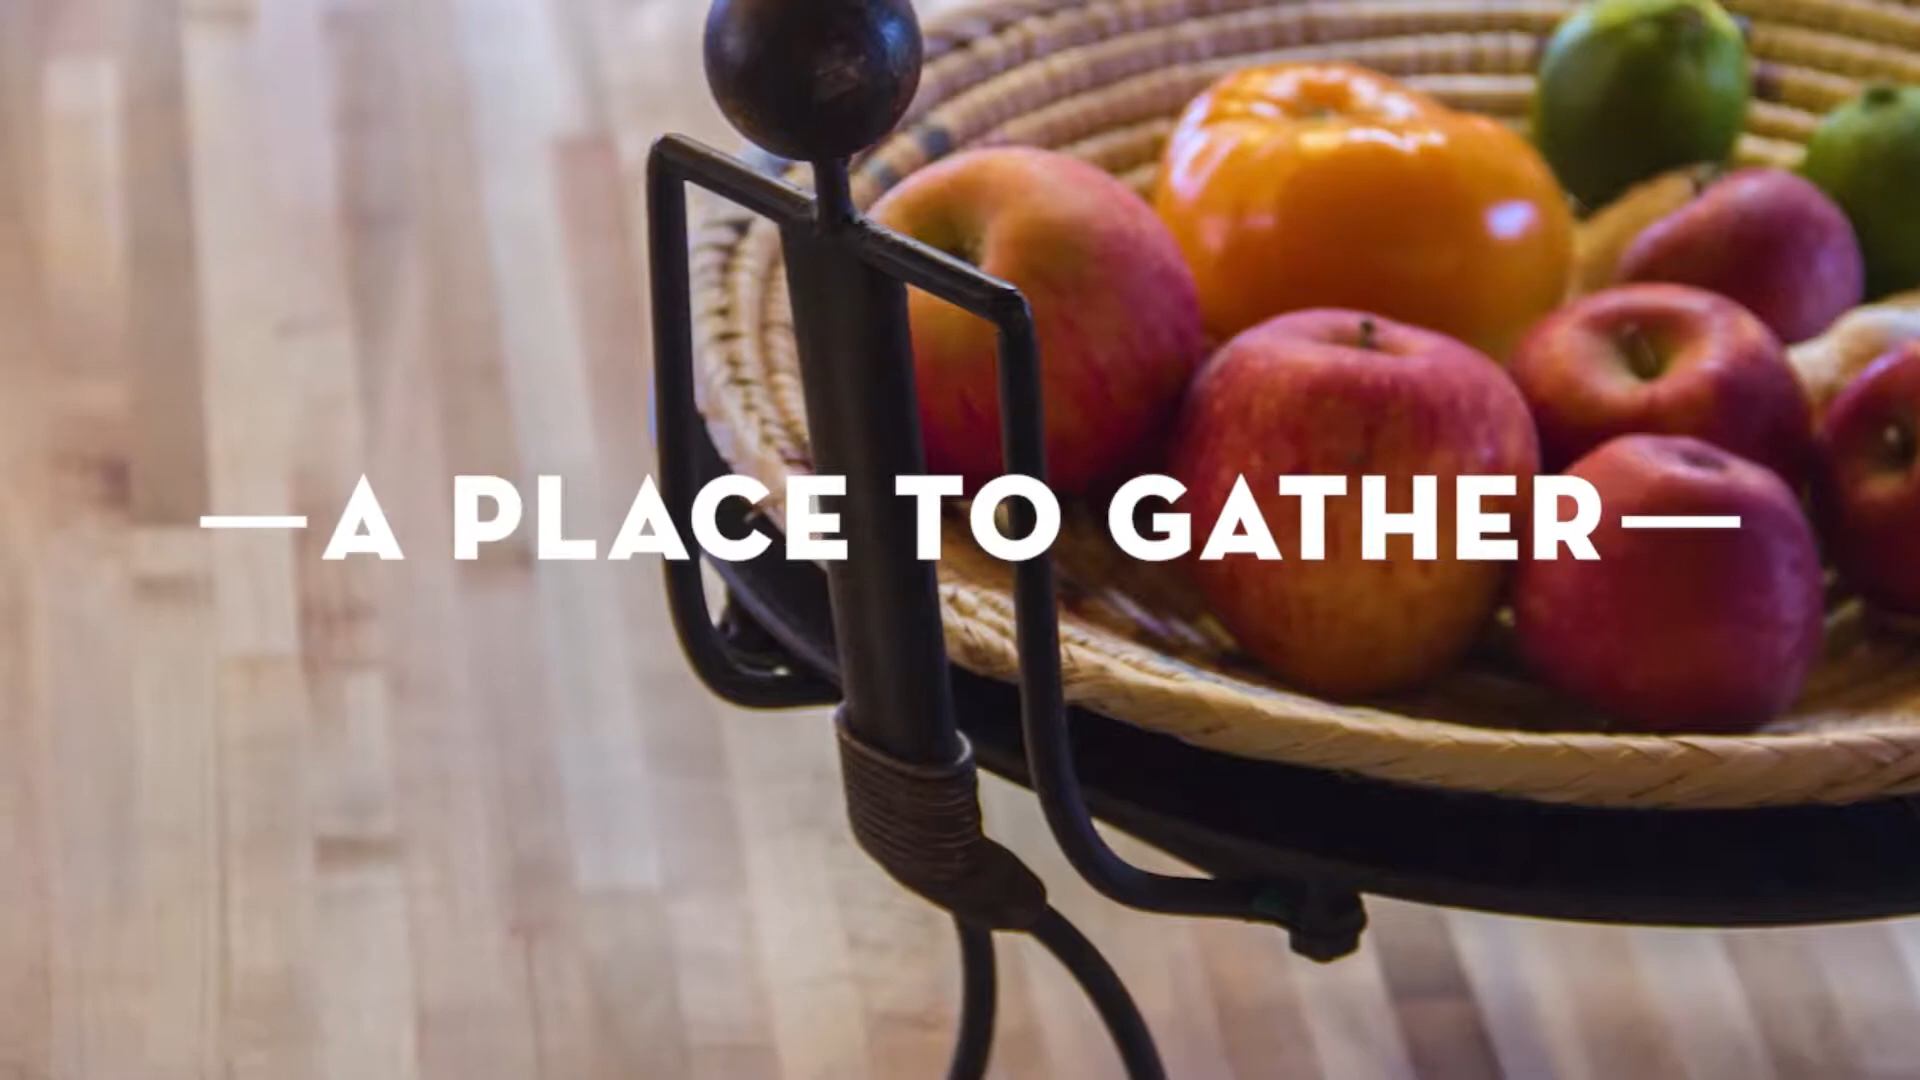 —A PLACE TO GATHER—